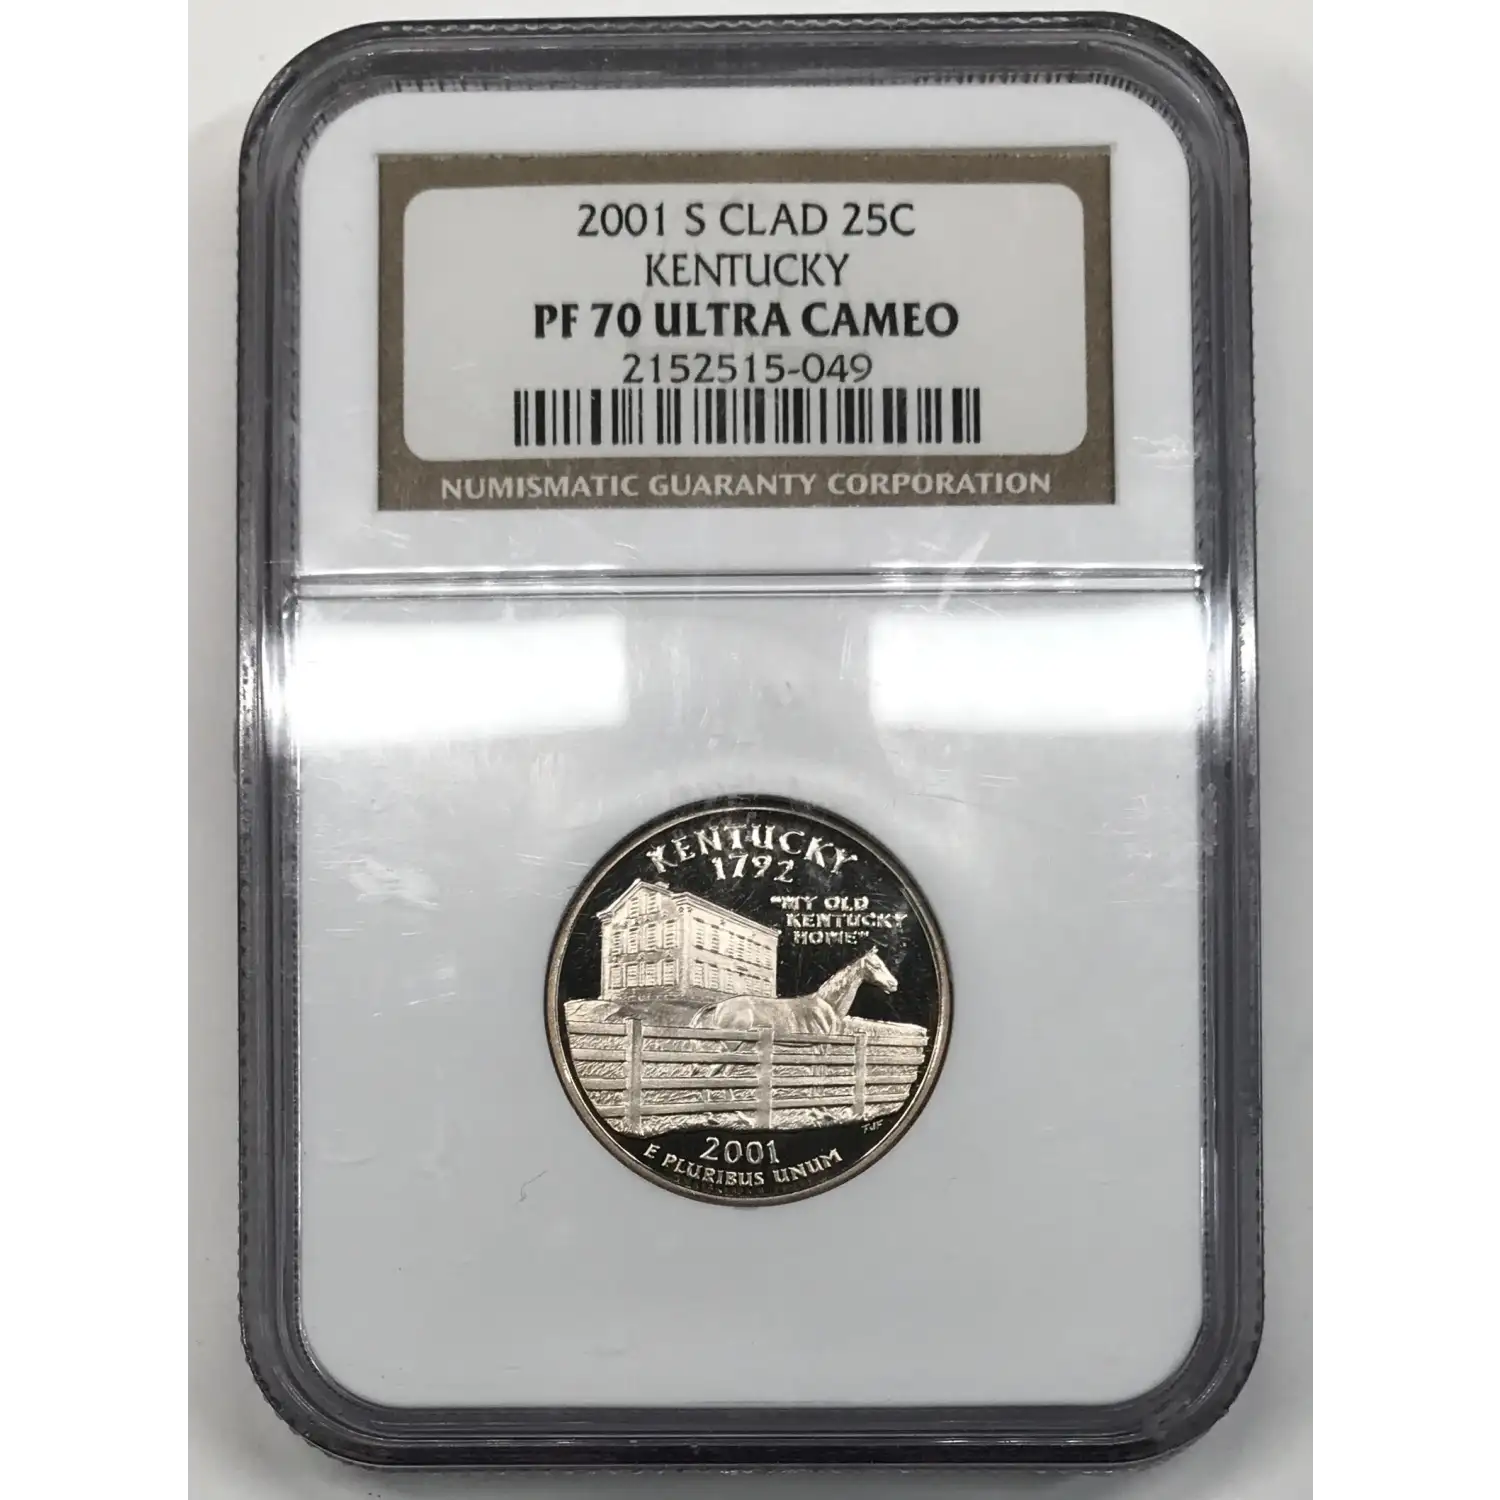 2001 S CLAD 25C
KENTUCKY
PF 70 ULTRA CAMEO
2152515-049
NUMISMATIC GUARANTY CORPORATION
KENTUCKY
1792
"MY OLD
KENTUCKY
HOME"
TJF
2001
E PLURIBUS UNUM